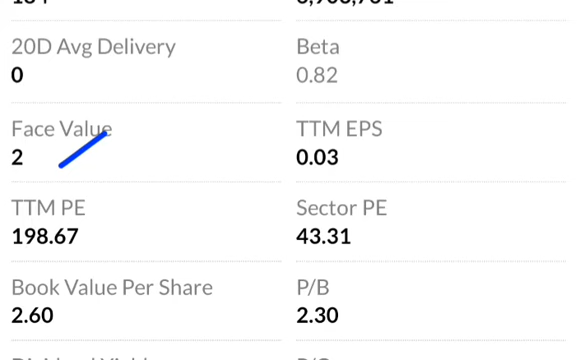 20D Avg Delivery Beta
0 0.82
Face Value TTM EPS
2 0.03
TTM PE Sector PE
198.67 43.31
Book Value Per Share P/B
2.60 2.30